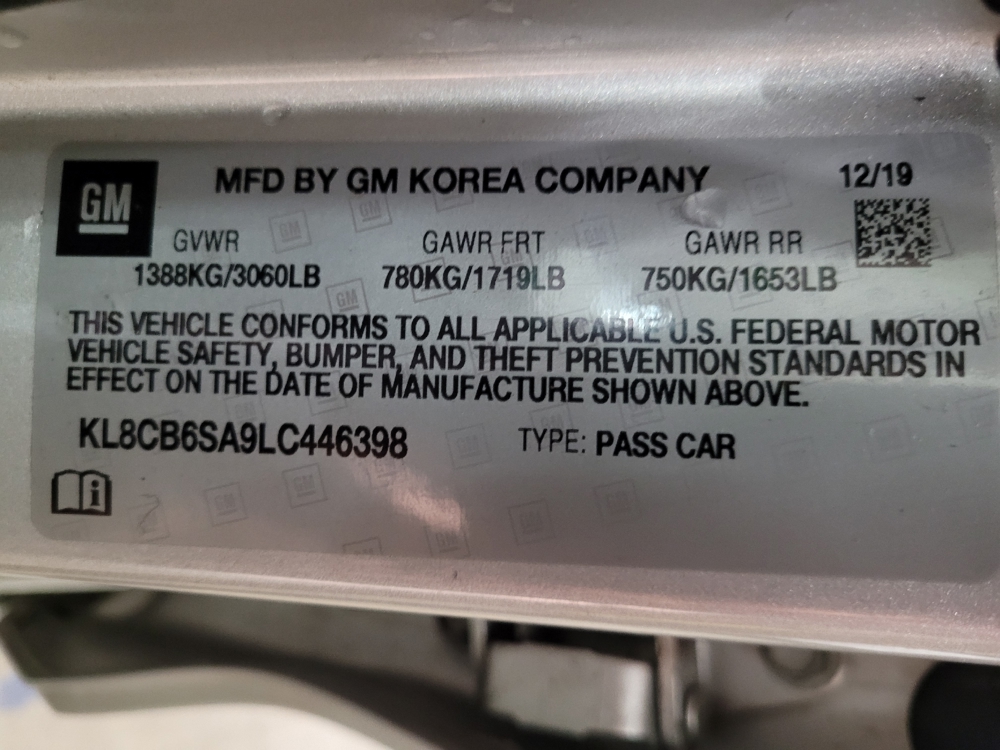 GM
MFD BY GM KOREA COMPANY
12/19
GVWR GAWR FRT GAWR RR
1388KG/3060LB 780KG/1719LB 750KG/1653LB
THIS VEHICLE CONFORMS TO ALL APPLICABLE U.S. FEDERAL MOTOR
VEHICLE SAFETY, BUMPER, AND THEFT PREVENTION STANDARDS IN
EFFECT ON THE DATE OF MANUFACTURE SHOWN ABOVE.
KL8CB6SA9LC446398 TYPE: PASS CAR